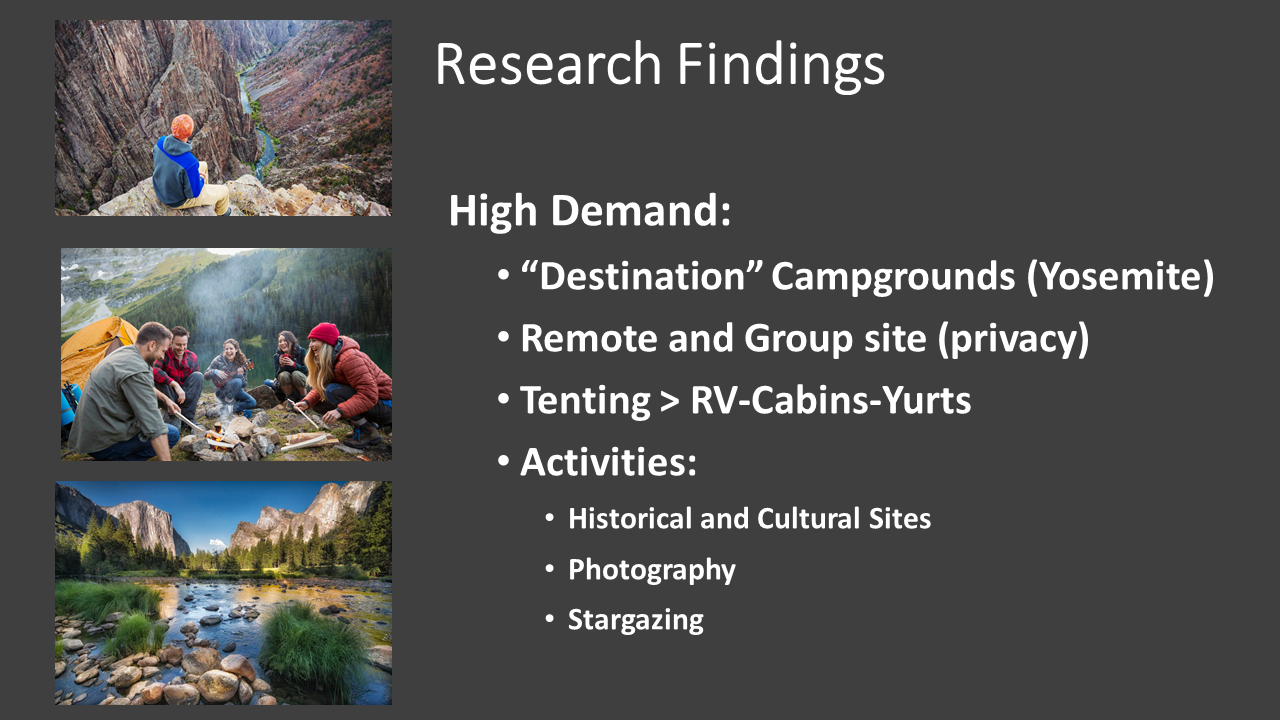 Research Findings
High Demand:
• “Destination” Campgrounds (Yosemite)
• Remote and Group site (privacy)
• Tenting > RV-Cabins-Yurts
• Activities:
• Historical and Cultural Sites
• Photography
• Stargazing